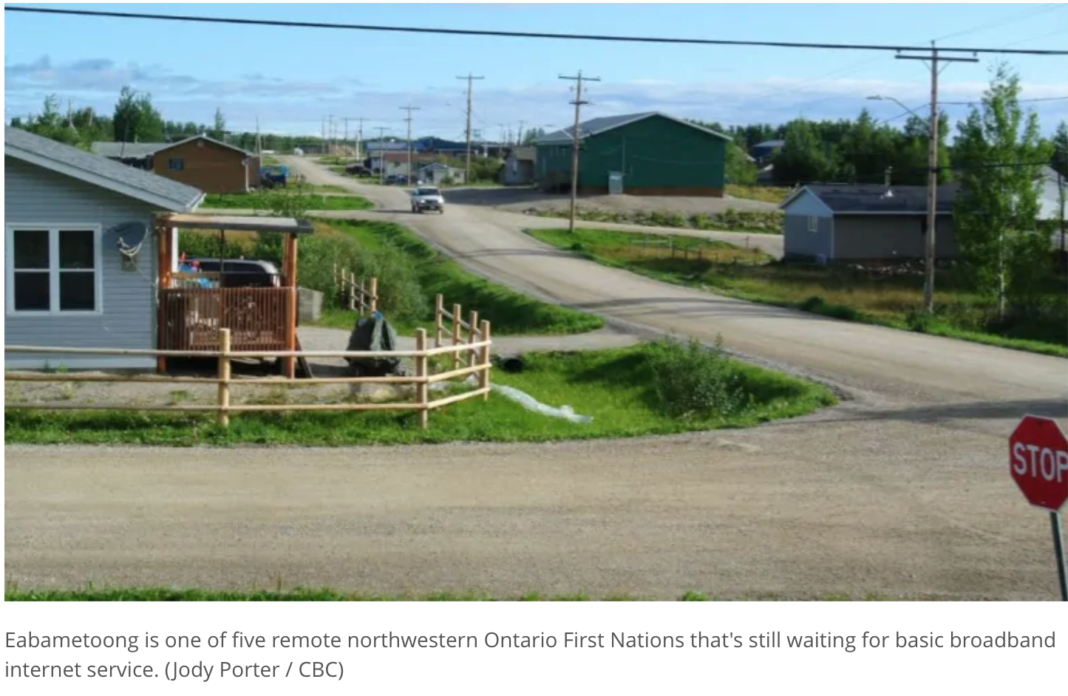 STOP
Eabametoong is one of five remote northwestern Ontario First Nations that's still waiting for basic broadband
internet service. (Jody Porter / CBC)